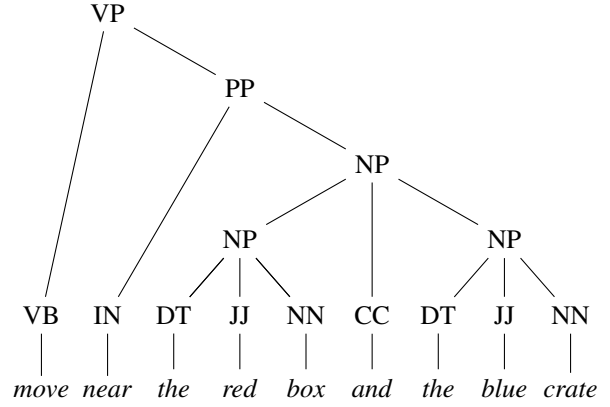 VP
PP
NP
NP NP
VB IN DT JJ NN CC DT JJ NN
move near the red box and the blue crate